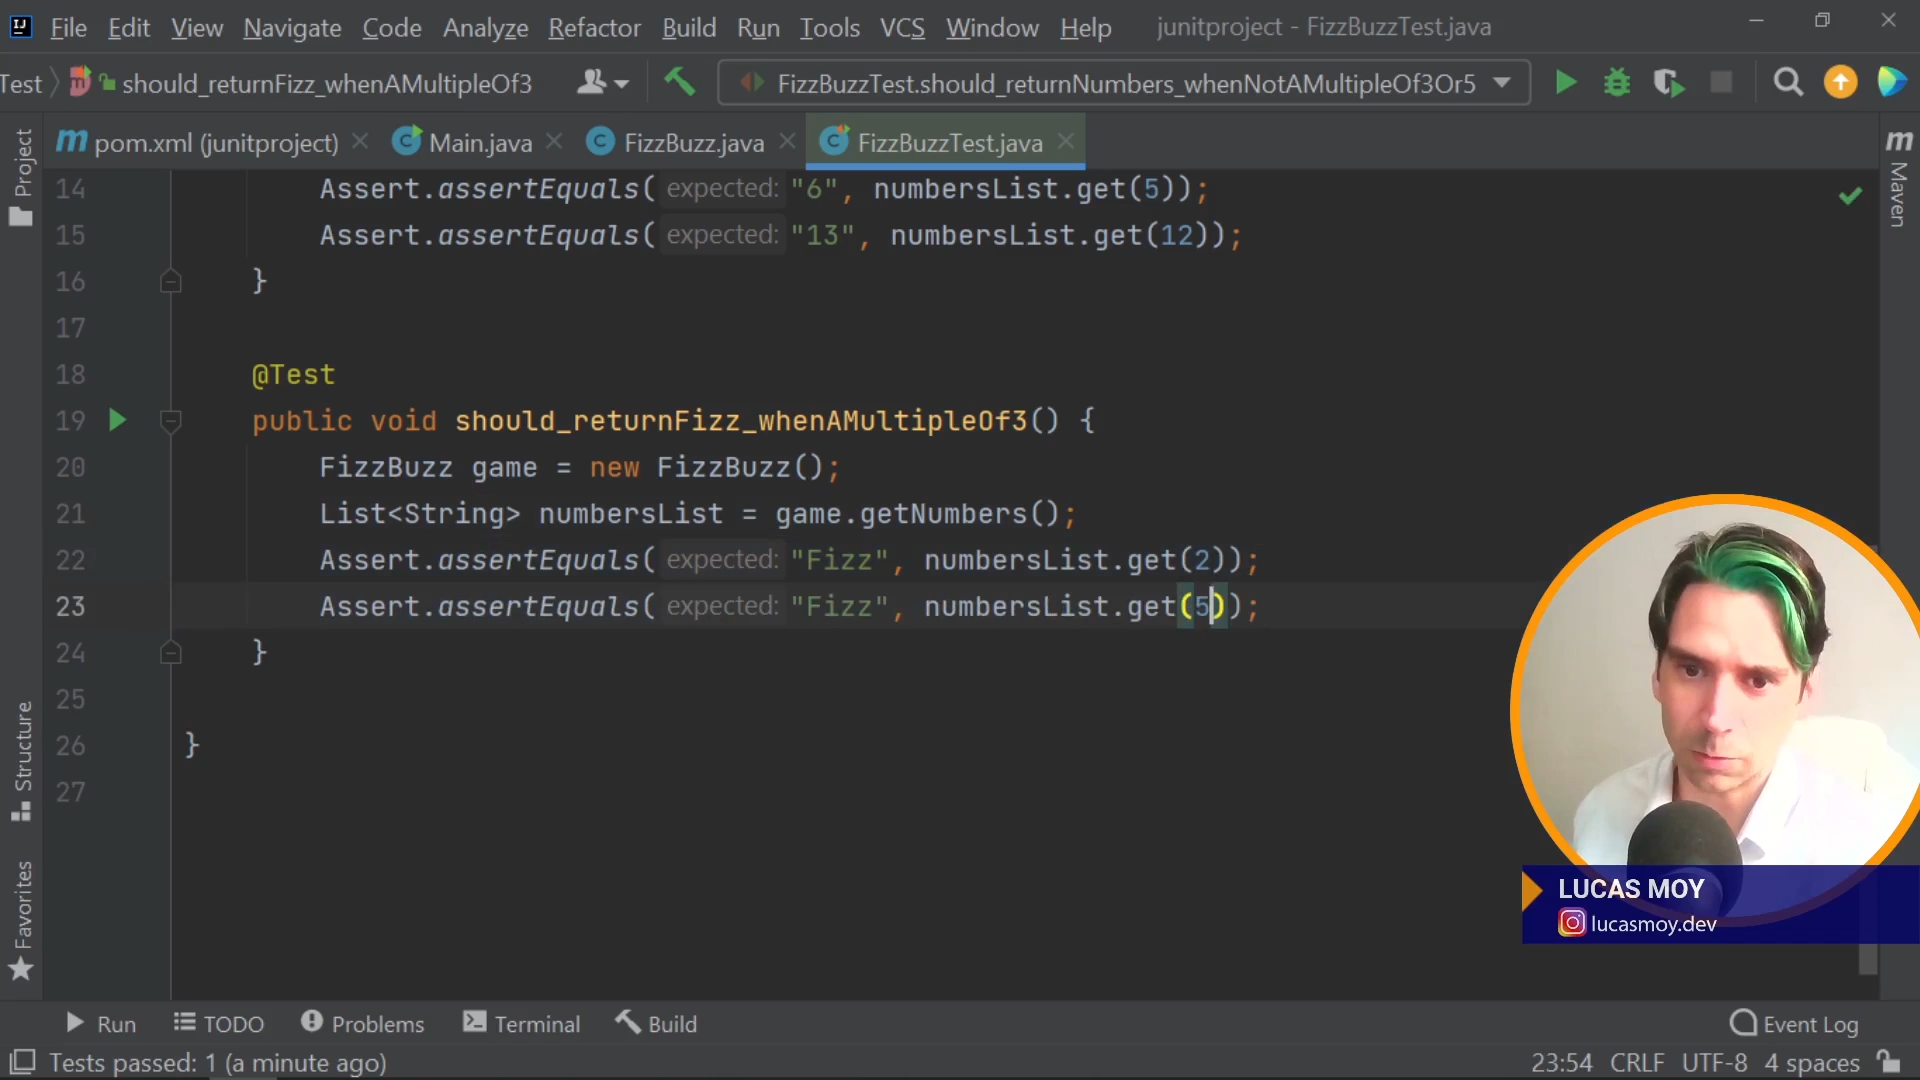 File Edit View Navigate Code Analyze Refactor Build Run Tools VCS Window Help junitproject - FizzBuzzTest.java
Test should_returnFizz_whenAMultipleOf3 FizzBuzzTest.should_returnNumbers_whenNotAMultipleOf3Or5
pom.xml (junitproject) Main.java FizzBuzz.java FizzBuzzTest.java
Project
Structure
Favorites
Maven
14 Assert.assertEquals( expected: "6", numbersList.get(5));
15 Assert.assertEquals( expected: "13", numbersList.get(12));
16 }
17
18 @Test
19 public void should_returnFizz_whenAMultipleOf3() {
20 FizzBuzz game = new FizzBuzz();
21 List<String> numbersList = game.getNumbers();
22 Assert.assertEquals( expected: "Fizz", numbersList.get(2));
23 Assert.assertEquals( expected: "Fizz", numbersList.get(5));
24 }
25
26 }
27
LUCAS MOY
lucasmoy.dev
Run TODO Problems Terminal Build Event Log
Tests passed: 1 (a minute ago) 23:54 CRLF UTF-8 4 spaces